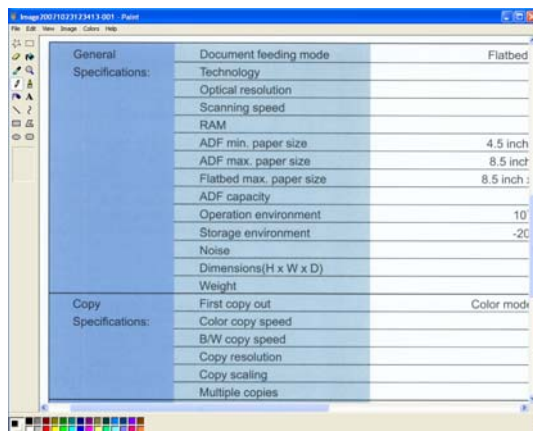 Image20071023123413-001 - Paint
File Edit View Image Colors Help
General Document feeding mode Flatbed
Specifications: Technology
Optical resolution
Scanning speed
RAM
ADF min. paper size 4.5 inch
ADF max. paper size 8.5 inch
Flatbed max. paper size 8.5 inch
ADF capacity
Operation environment 10
Storage environment -20
Noise
Dimensions(H x W x D)
Weight
Copy First copy out Color mode
Specifications: Color copy speed
B/W copy speed
Copy resolution
Copy scaling
Multiple copies